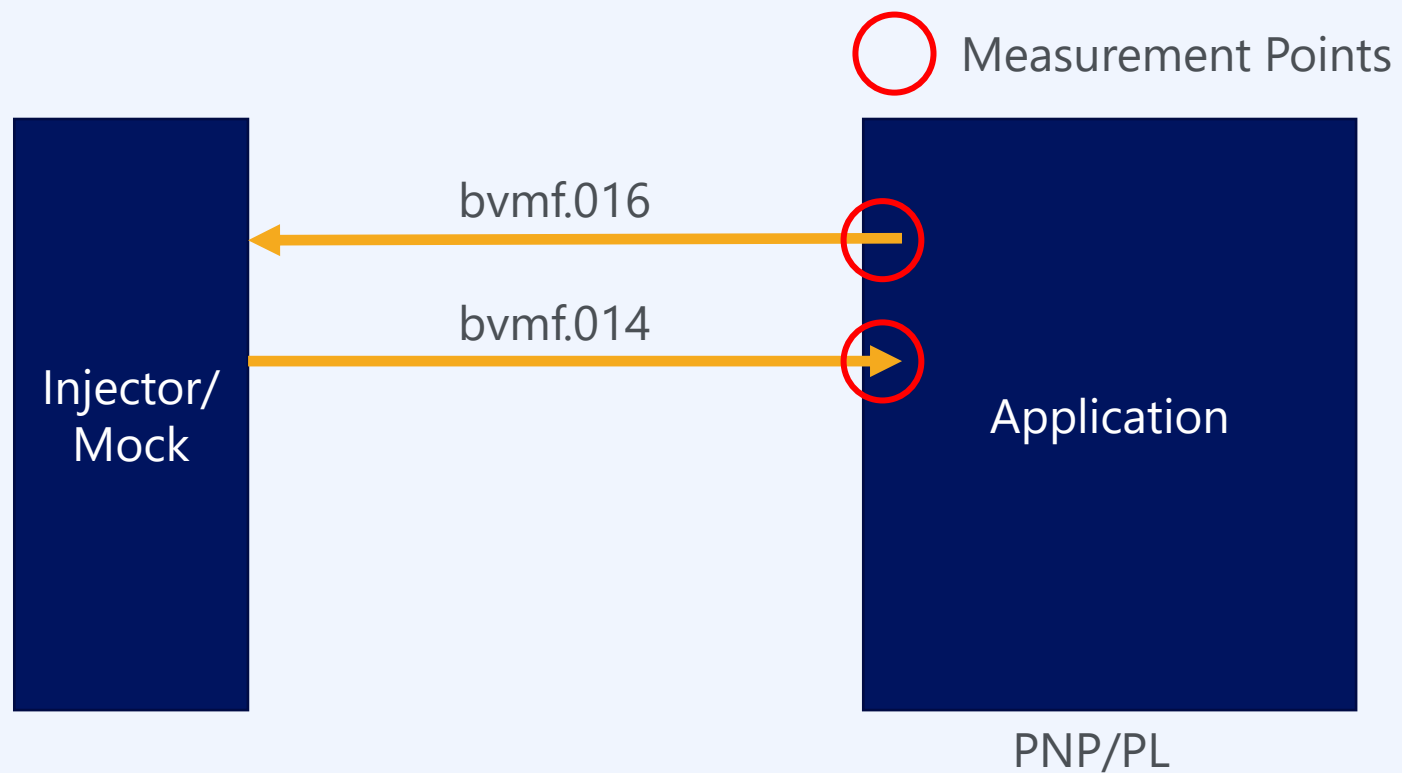 Measurement Points
bvmf.016
bvmf.014
Injector/
Mock
Application
PNP/PL